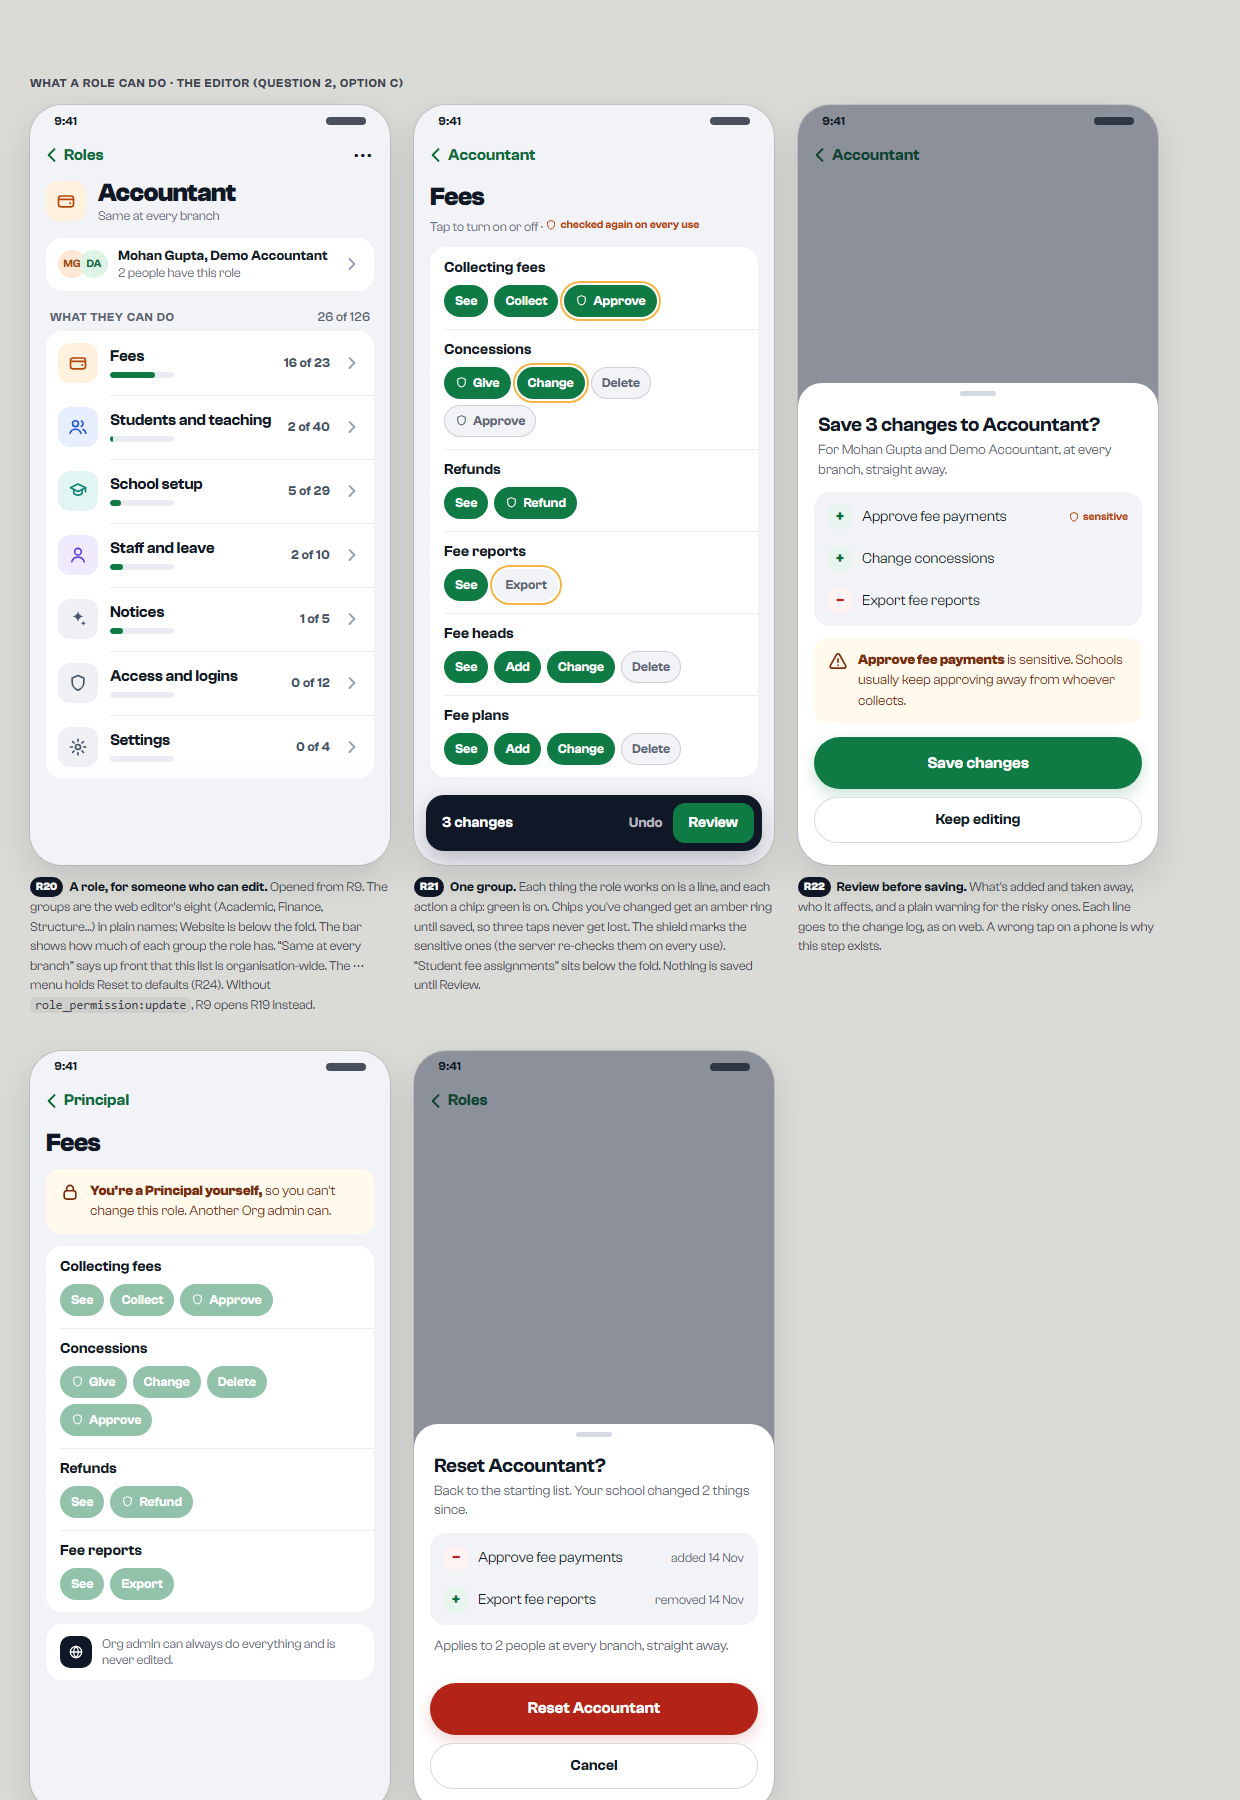 WHAT A ROLE CAN DO · THE EDITOR (QUESTION 2, OPTION C)
9:41
Roles
Accountant
Same at every branch
MG DA
Mohan Gupta, Demo Accountant
2 people have this role
WHAT THEY CAN DO 26 of 126
Fees 16 of 23
Students and teaching 2 of 40
School setup 5 of 29
Staff and leave 2 of 10
Notices 1 of 5
Access and logins 0 of 12
Settings 0 of 4
R20 A role, for someone who can edit. Opened from R9. The
groups are the web editor's eight (Academic, Finance,
Structure…) in plain names; Website is below the fold. The bar
shows how much of each group the role has. "Same at every
branch" says up front that this list is organisation-wide. The ···
menu holds Reset to defaults (R24). Without
role_permission:update, R9 opens R19 instead.
9:41
Accountant
Fees
Tap to turn on or off · checked again on every use
Collecting fees
See Collect Approve
Concessions
Give Change Delete
Approve
Refunds
See Refund
Fee reports
See Export
Fee heads
See Add Change Delete
Fee plans
See Add Change Delete
3 changes Undo Review
R21 One group. Each thing the role works on is a line, and each
action a chip: green is on. Chips you've changed get an amber ring
until saved, so three taps never get lost. The shield marks the
sensitive ones (the server re-checks them on every use).
"Student fee assignments" sits below the fold. Nothing is saved
until Review.
9:41
Accountant
Save 3 changes to Accountant?
For Mohan Gupta and Demo Accountant, at every
branch, straight away.
+ Approve fee payments sensitive
+ Change concessions
− Export fee reports
Approve fee payments is sensitive. Schools
usually keep approving away from whoever
collects.
Save changes
Keep editing
R22 Review before saving. What's added and taken away,
who it affects, and a plain warning for the risky ones. Each line
goes to the change log, as on web. A wrong tap on a phone is why
this step exists.
9:41
Principal
Fees
You're a Principal yourself, so you can't
change this role. Another Org admin can.
Collecting fees
See Collect Approve
Concessions
Give Change Delete
Approve
Refunds
See Refund
Fee reports
See Export
Org admin can always do everything and is
never edited.
9:41
Roles
Reset Accountant?
Back to the starting list. Your school changed 2 things
since.
− Approve fee payments added 14 Nov
+ Export fee reports removed 14 Nov
Applies to 2 people at every branch, straight away.
Reset Accountant
Cancel